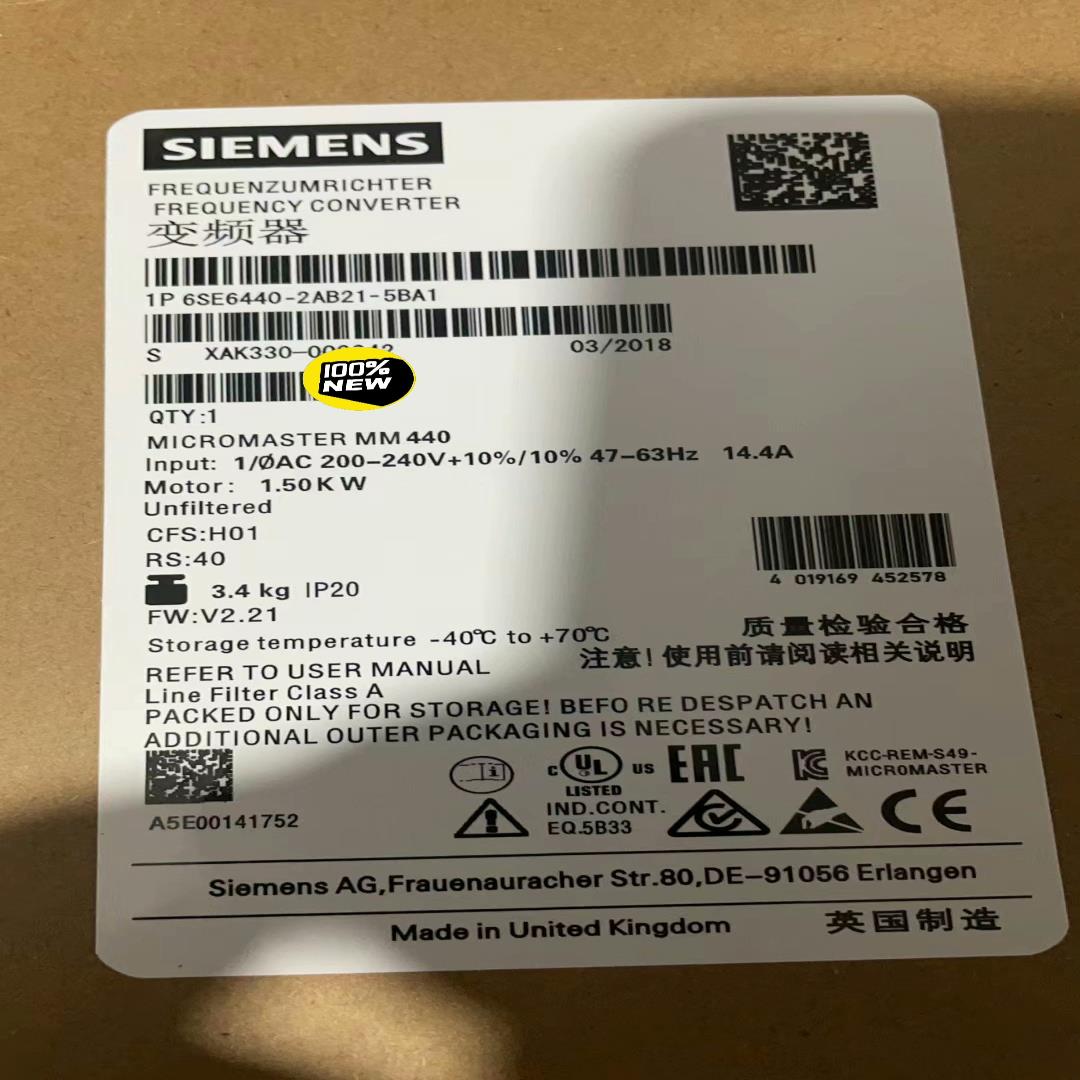 SIEMENS
FREQUENZUMRICHTER
FREQUENCY CONVERTER
变频器
1P 6SE6440-2AB21-5BA1
S 03/2018
100%
NEW
QTY:1
MICROMASTER MM 440
Input: 1/ØAC 200-240V+10%/10% 47-63Hz 14.4A
Motor: 1.50KW
Unfiltered
CFS:H01
RS:40
3.4 kg IP20
4 019169 452578
FW:V2.21
质量检验合格
Storage temperature -40℃ to +70℃
注意!使用前请阅读相关说明
REFER TO USER MANUAL
Line Filter Class A
PACKED ONLY FOR STORAGE! BEFO RE DESPATCH AN
ADDITIONAL OUTER PACKAGING IS NECESSARY!
A5E00141752
c UL us
LISTED
IND.CONT.
EQ.5B33
EAC
KCC-REM-S49-
MICROMASTER
CE
Siemens AG,Frauenauracher Str.80,DE-91056 Erlangen
Made in United Kingdom 英国制造